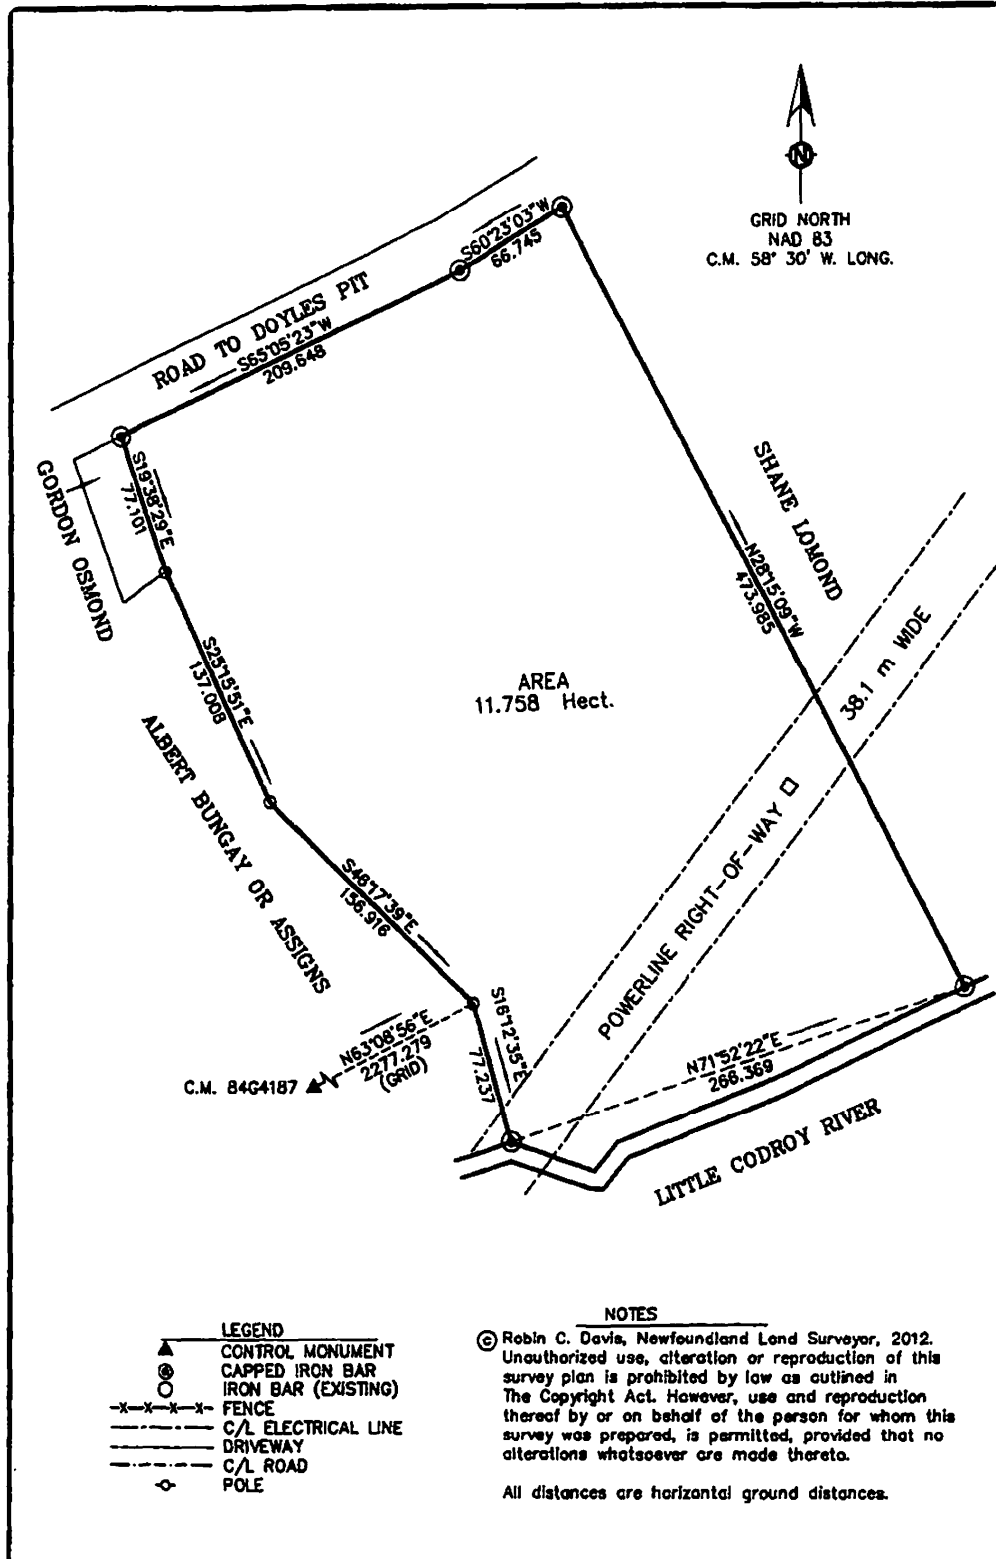 N
GRID NORTH
NAD 83
C.M. 58° 30' W. LONG.
S60°23'03"W
66.745
ROAD TO DOYLES PIT
S65°05'23"W
209.648
GORDON OSMOND
S19°38'29"E
77.101
SHANE LOMOND
N28°15'09"W
473.985
S25°15'51"E
137.008
AREA
11.758 Hect.
38.1 m WIDE
ALBERT BUNGAY OR ASSIGNS
POWERLINE RIGHT-OF-WAY
S46°17'39"E
156.916
S16°12'35"E
77.237
N63°08'56"E
2277.279
(GRID)
C.M. 84G4187
N71°52'22"E
266.369
LITTLE CODROY RIVER
LEGEND
CONTROL MONUMENT
CAPPED IRON BAR
IRON BAR (EXISTING)
-x-x-x-x- FENCE
C/L ELECTRICAL LINE
DRIVEWAY
C/L ROAD
POLE
NOTES
© Robin C. Davis, Newfoundland Land Surveyor, 2012.
Unauthorized use, alteration or reproduction of this
survey plan is prohibited by law as outlined in
The Copyright Act. However, use and reproduction
thereof by or on behalf of the person for whom this
survey was prepared, is permitted, provided that no
alterations whatsoever are made thereto.
All distances are horizontal ground distances.